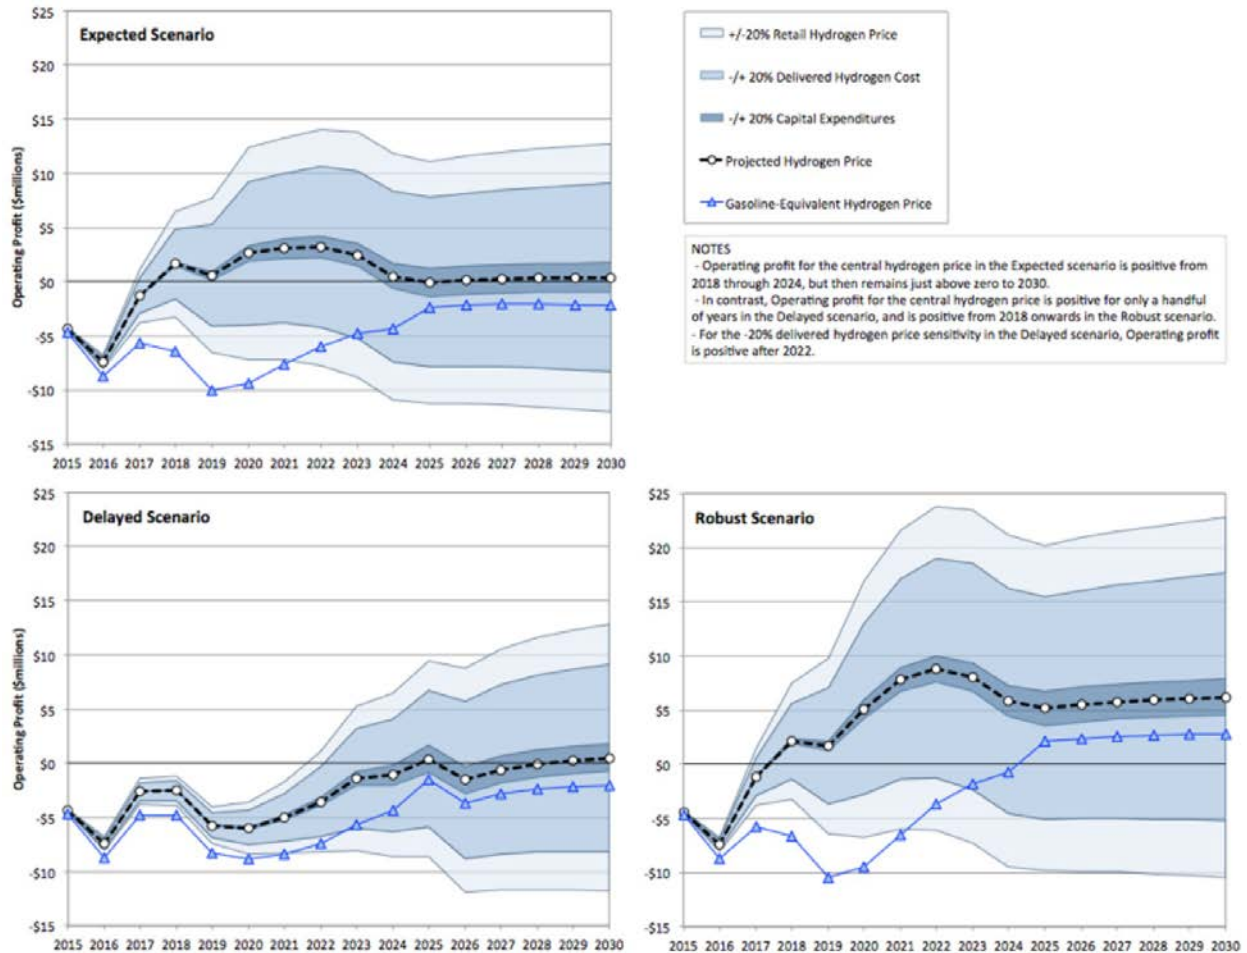 Expected Scenario
Operating Profit ($millions)
$25
$20
$15
$10
$5
$0
-$5
-$10
-$15
2015 2016 2017 2018 2019 2020 2021 2022 2023 2024 2025 2026 2027 2028 2029 2030
+/-20% Retail Hydrogen Price
-/+ 20% Delivered Hydrogen Cost
-/+ 20% Capital Expenditures
Projected Hydrogen Price
Gasoline-Equivalent Hydrogen Price
NOTES
- Operating profit for the central hydrogen price in the Expected scenario is positive from
2018 through 2024, but then remains just above zero to 2030.
- In contrast, Operating profit for the central hydrogen price is positive for only a handful
of years in the Delayed scenario, and is positive from 2018 onwards in the Robust scenario.
- For the -20% delivered hydrogen price sensitivity in the Delayed scenario, Operating profit
is positive after 2022.
Delayed Scenario
Operating Profit ($millions)
$25
$20
$15
$10
$5
$0
-$5
-$10
-$15
2015 2016 2017 2018 2019 2020 2021 2022 2023 2024 2025 2026 2027 2028 2029 2030
Robust Scenario
$25
$20
$15
$10
$5
$0
-$5
-$10
-$15
2015 2016 2017 2018 2019 2020 2021 2022 2023 2024 2025 2026 2027 2028 2029 2030